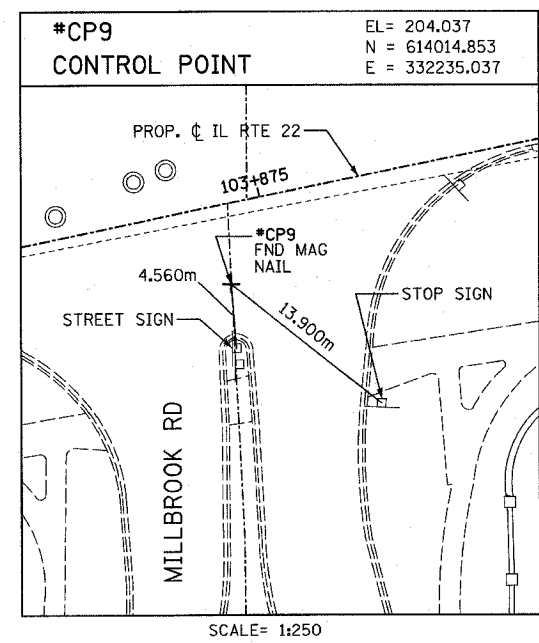 #CP9
CONTROL POINT
EL= 204.037
N = 614014.853
E = 332235.037
PROP. ℄ IL RTE 22
103+875
#CP9
FND MAG
NAIL
4.560m
13.900m
STOP SIGN
STREET SIGN
MILLBROOK RD
SCALE= 1:250